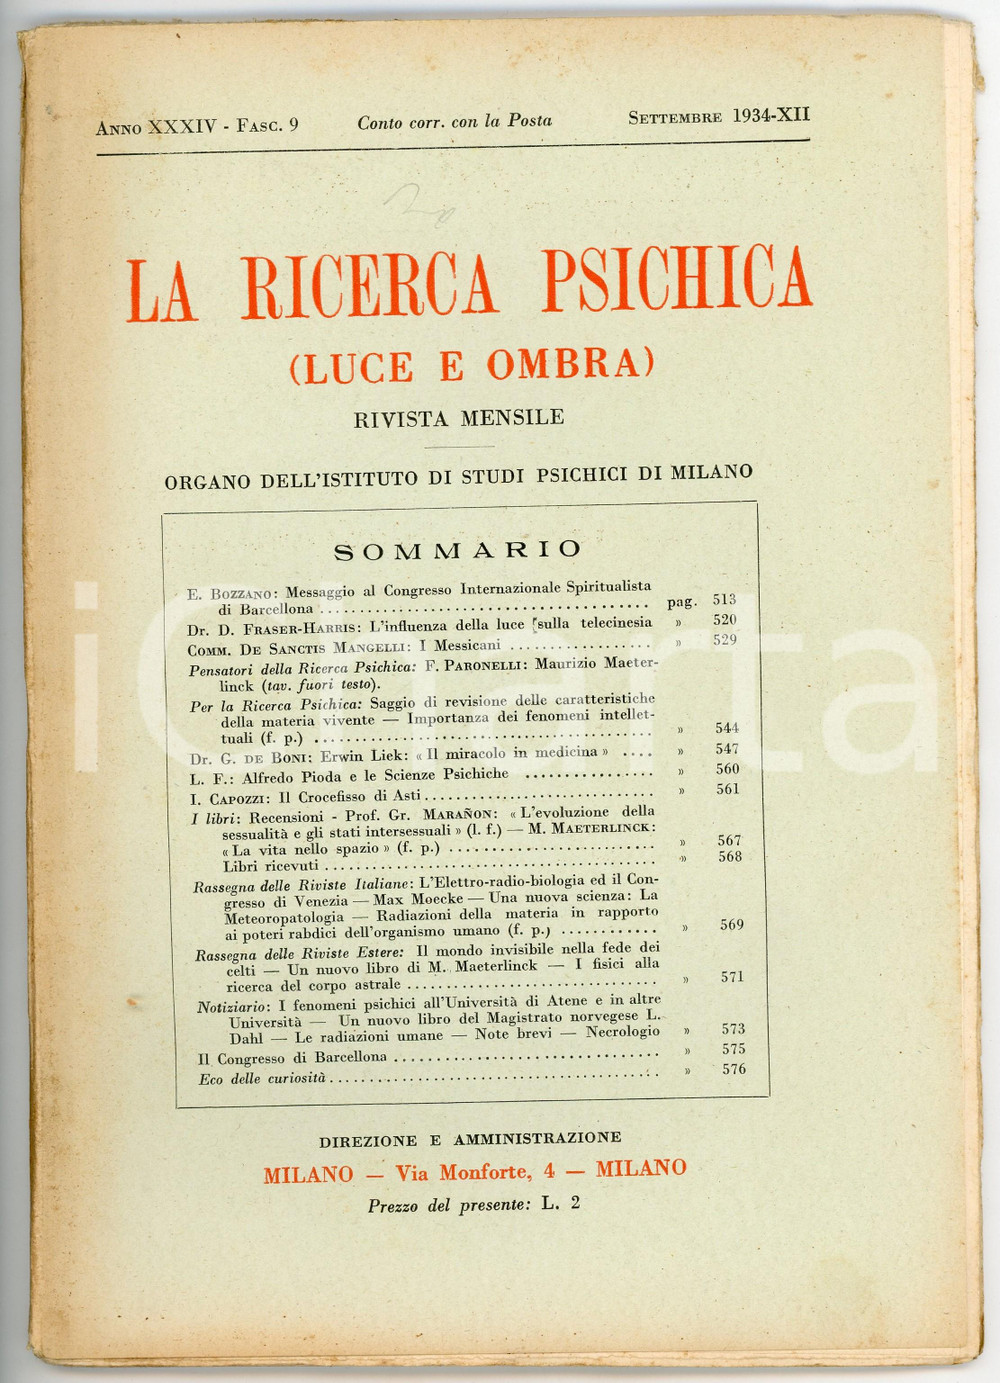 Anno XXXIV - Fasc. 9 Conto corr. con la Posta Settembre 1934-XII
LA RICERCA PSICHICA
(LUCE E OMBRA)
RIVISTA MENSILE
ORGANO DELL'ISTITUTO DI STUDI PSICHICI DI MILANO
SOMMARIO
E. Bozzano: Messaggio al Congresso Internazionale Spiritualista
di Barcellona . . . . . pag. 513
Dr. D. Fraser-Harris: L'influenza della luce sulla telecinesia » 520
Comm. De Sanctis Mangelli: I Messicani . . . . . » 529
Pensatori della Ricerca Psichica: F. Paronelli: Maurizio Maeter-
linck (tav. fuori testo).
Per la Ricerca Psichica: Saggio di revisione delle caratteristiche
della materia vivente — Importanza dei fenomeni intellet-
tuali (f. p.) . . . . . » 544
Dr. G. de Boni: Erwin Liek: « Il miracolo in medicina » . . . . » 547
L. F.: Alfredo Pioda e le Scienze Psichiche . . . . . » 560
I. Capozzi: Il Crocefisso di Asti . . . . . » 561
I libri: Recensioni - Prof. Gr. Marañon: « L'evoluzione della
sessualità e gli stati intersessuali » (l. f.) — M. Maeterlinck:
« La vita nello spazio » (f. p.) . . . . . » 567
Libri ricevuti . . . . . » 568
Rassegna delle Riviste Italiane: L'Elettro-radio-biologia ed il Con-
gresso di Venezia — Max Moecke — Una nuova scienza: La
Meteoropatologia — Radiazioni della materia in rapporto
ai poteri rabdici dell'organismo umano (f. p.) . . . . . » 569
Rassegna delle Riviste Estere: Il mondo invisibile nella fede dei
celti — Un nuovo libro di M. Maeterlinck — I fisici alla
ricerca del corpo astrale . . . . . » 571
Notiziario: I fenomeni psichici all'Università di Atene e in altre
Università — Un nuovo libro del Magistrato norvegese L.
Dahl — Le radiazioni umane — Note brevi — Necrologio » 573
Il Congresso di Barcellona . . . . . » 575
Eco delle curiosità . . . . . » 576
DIREZIONE E AMMINISTRAZIONE
MILANO — Via Monforte, 4 — MILANO
Prezzo del presente: L. 2
iCharta